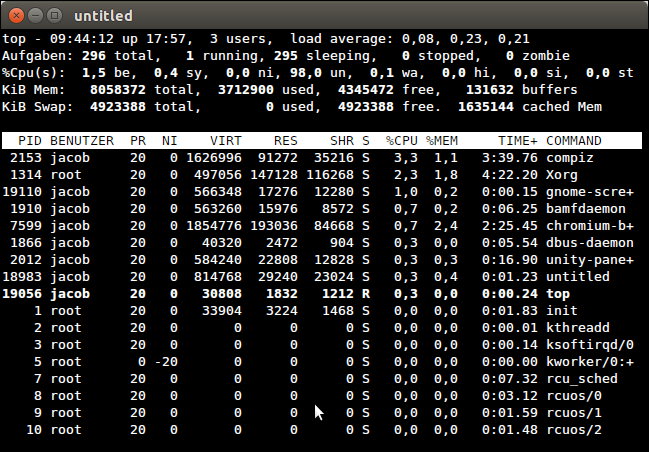 untitled
top - 09:44:12 up 17:57,  3 users,  load average: 0,08, 0,23, 0,21
Aufgaben: 296 total,   1 running, 295 sleeping,   0 stopped,   0 zombie
%Cpu(s):  1,5 be,  0,4 sy,  0,0 ni, 98,0 un,  0,1 wa,  0,0 hi,  0,0 si,  0,0 st
KiB Mem:   8058372 total,  3712900 used,  4345472 free,   131632 buffers
KiB Swap:  4923388 total,        0 used,  4923388 free.  1635144 cached Mem
PID BENUTZER  PR  NI    VIRT    RES    SHR S  %CPU %MEM     TIME+ COMMAND
2153 jacob     20   0 1626996  91272  35216 S   3,3  1,1   3:39.76 compiz
1314 root      20   0  497056 147128 116268 S   2,3  1,8   4:22.20 Xorg
19110 jacob     20   0  566348  17276  12280 S   1,0  0,2   0:00.15 gnome-scre+
1910 jacob     20   0  563260  15976   8572 S   0,7  0,2   0:06.25 bamfdaemon
7599 jacob     20   0 1854776 193036  84668 S   0,7  2,4   2:25.45 chromium-b+
1866 jacob     20   0   40320   2472    904 S   0,3  0,0   0:05.54 dbus-daemon
2012 jacob     20   0  584240  22808  12828 S   0,3  0,3   0:16.90 unity-pane+
18983 jacob     20   0  814768  29240  23024 S   0,3  0,4   0:01.23 untitled
19056 jacob     20   0   30808   1832   1212 R   0,3  0,0   0:00.24 top
1 root      20   0   33904   3224   1468 S   0,0  0,0   0:01.83 init
2 root      20   0       0      0      0 S   0,0  0,0   0:00.01 kthreadd
3 root      20   0       0      0      0 S   0,0  0,0   0:00.14 ksoftirqd/0
5 root       0 -20       0      0      0 S   0,0  0,0   0:00.00 kworker/0:+
7 root      20   0       0      0      0 S   0,0  0,0   0:07.32 rcu_sched
8 root      20   0       0      0      0 S   0,0  0,0   0:03.12 rcuos/0
9 root      20   0       0      0      0 S   0,0  0,0   0:01.59 rcuos/1
10 root      20   0       0      0      0 S   0,0  0,0   0:01.48 rcuos/2